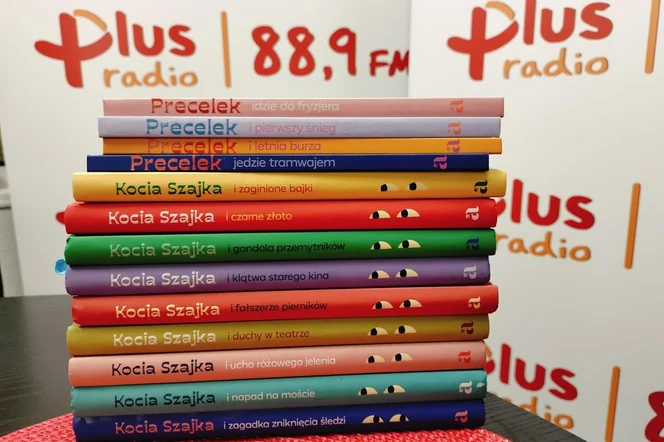 plus
radio
88,9 FM
plus
radio
Precelek idzie do fryzjera a
Precelek i pierwszy śnieg a
Precelek i letnia burza a
Precelek jedzie tramwajem a
Kocia Szajka i zaginione bajki a
Kocia Szajka i czarne złoto a
Kocia Szajka i gondola przemytników a
Kocia Szajka i klątwa starego kina a
Kocia Szajka i fałszerze pierników a
Kocia Szajka i duchy w teatrze a
Kocia Szajka i ucho różowego jelenia a
Kocia Szajka i napad na moście a
Kocia Szajka i zagadka zniknięcia śledzi a
plus
radio
plus
radio
8